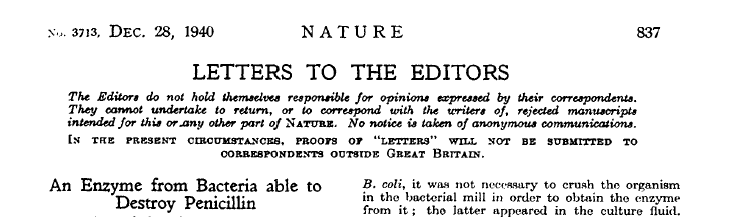 No. 3713, DEC. 28, 1940 NATURE 837
LETTERS TO THE EDITORS
The Editors do not hold themselves responsible for opinions expressed by their correspondents.
They cannot undertake to return, or to correspond with the writers of, rejected manuscripts
intended for this or any other part of NATURE. No notice is taken of anonymous communications.
IN THE PRESENT CIRCUMSTANCES, PROOFS OF "LETTERS" WILL NOT BE SUBMITTED TO
CORRESPONDENTS OUTSIDE GREAT BRITAIN.
An Enzyme from Bacteria able to
Destroy Penicillin
B. coli, it was not necessary to crush the organism
in the bacterial mill in order to obtain the enzyme
from it ; the latter appeared in the culture fluid.